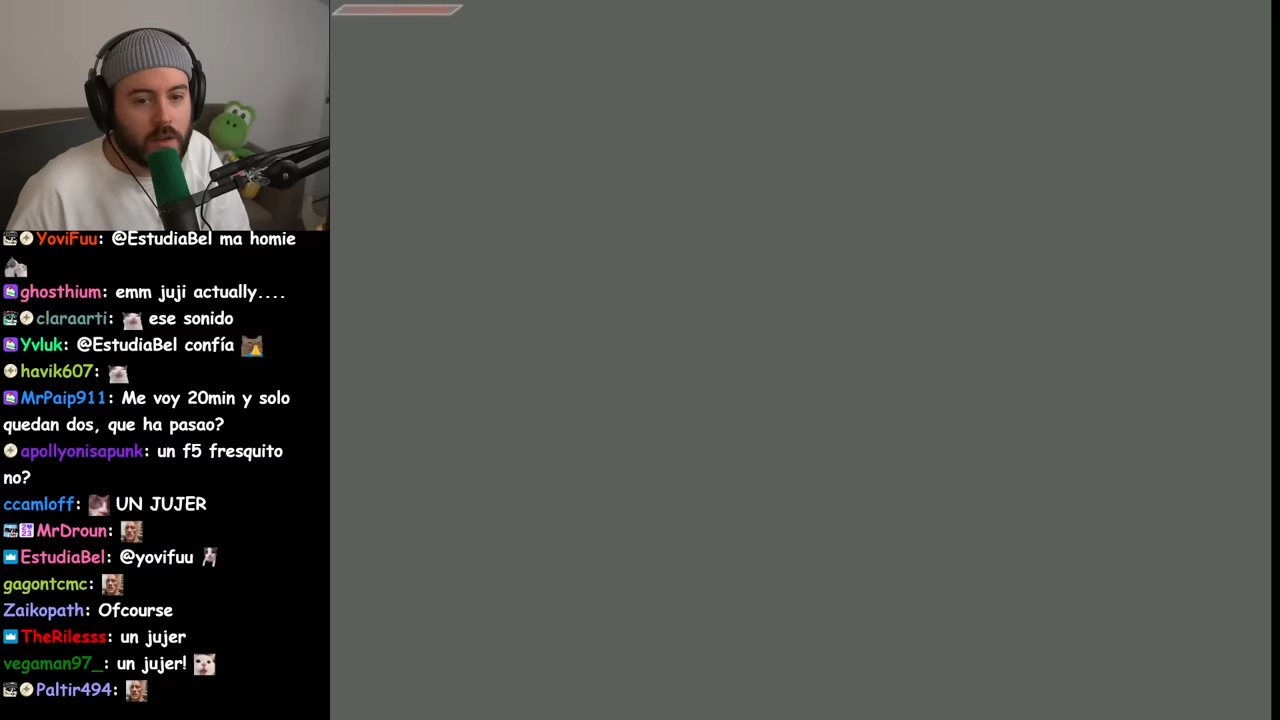 YoviFuu: @EstudiaBel ma homie
ghosthium: emm juji actually....
claraarti: ese sonido
Yvluk: @EstudiaBel confía
havik607:
MrPaip911: Me voy 20min y solo
quedan dos, que ha pasao?
apollyonisapunk: un f5 fresquito
no?
ccamloff: UN JUJER
MrDroun:
EstudiaBel: @yovifuu
gagontcmc:
Zaikopath: Ofcourse
TheRilesss: un jujer
vegaman97_: un jujer!
Paltir494: